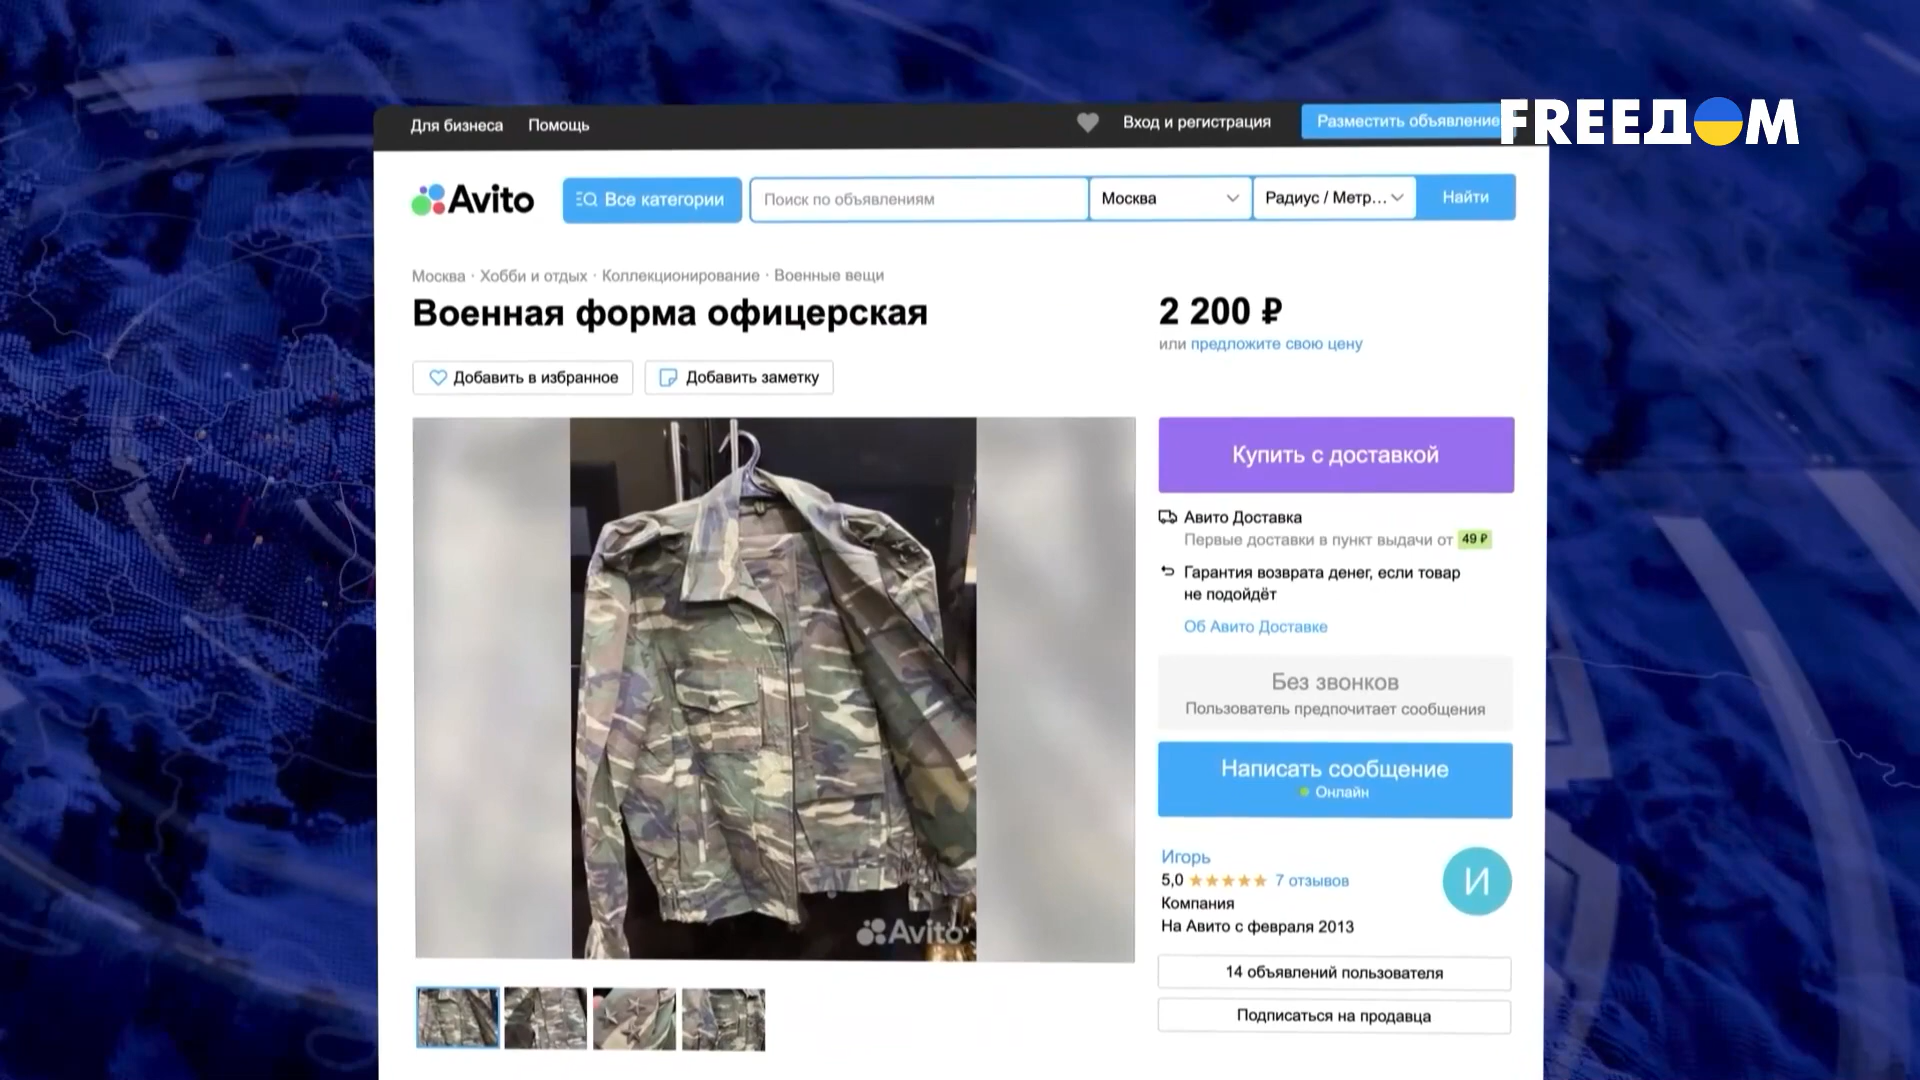 FREEДОМ
Для бизнеса Помощь Вход и регистрация Разместить объявление
Avito Все категории Поиск по объявлениям Москва Радиус / Метр... Найти
Москва · Хобби и отдых · Коллекционирование · Военные вещи
Военная форма офицерская
2 200 ₽
или предложите свою цену
Добавить в избранное Добавить заметку
Купить с доставкой
Авито Доставка
Первые доставки в пункт выдачи от 49 ₽
Гарантия возврата денег, если товар
не подойдёт
Об Авито Доставке
Без звонков
Пользователь предпочитает сообщения
Написать сообщение
Онлайн
Игорь
5,0 7 отзывов
Компания
На Авито с февраля 2013
И
14 объявлений пользователя
Подписаться на продавца
Avito